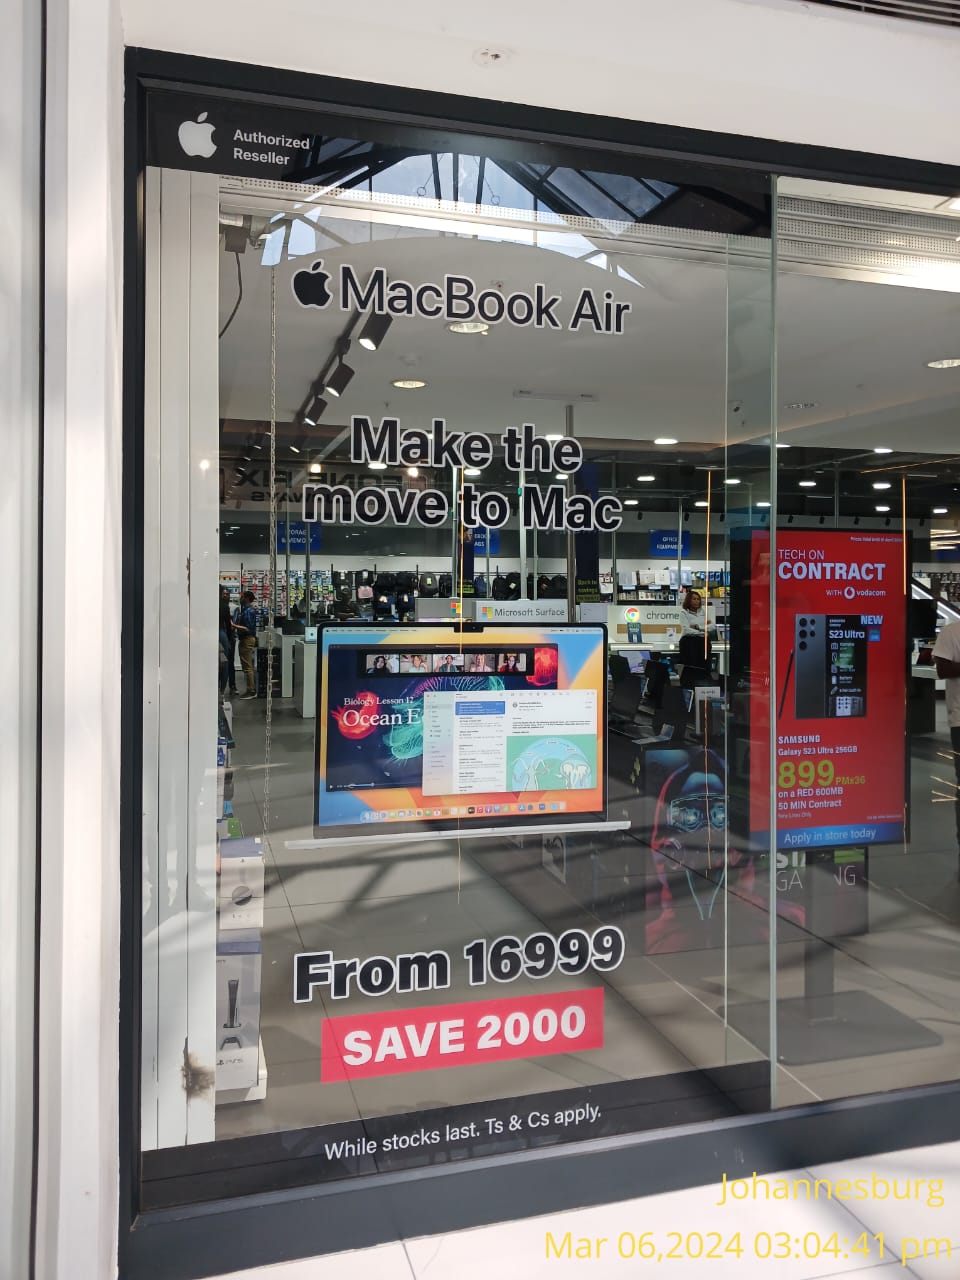 Authorized
Reseller
MacBook Air
Make the
move to Mac
Microsoft Surface
chrome
Biology Lesson 12
Ocean E
TECH ON
CONTRACT
WITH vodacom
NEW
S23 Ultra
SAMSUNG
Galaxy S23 Ultra 256GB
899PMx36
on a RED 600MB
50 MIN Contract
Apply in store today
From 16999
SAVE 2000
While stocks last. Ts & Cs apply.
Johannesburg
Mar 06,2024 03:04:41 pm